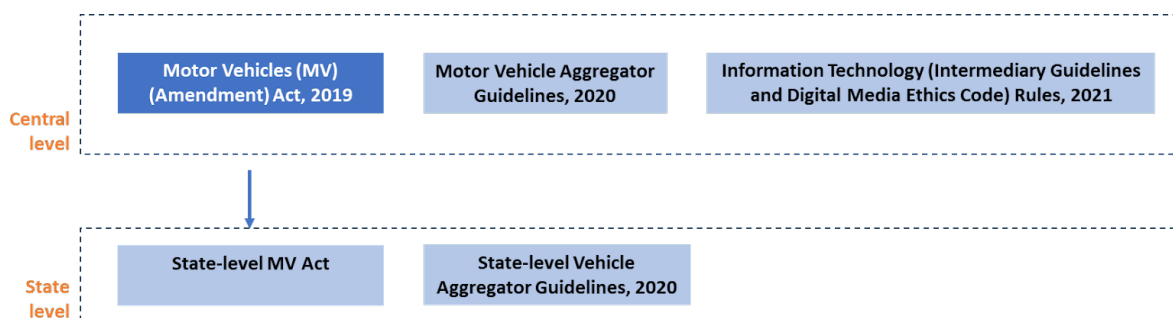 Motor Vehicles (MV)
(Amendment) Act, 2019
Motor Vehicle Aggregator
Guidelines, 2020
Information Technology (Intermediary Guidelines
and Digital Media Ethics Code) Rules, 2021
Central
level
State-level MV Act
State-level Vehicle
Aggregator Guidelines, 2020
State
level